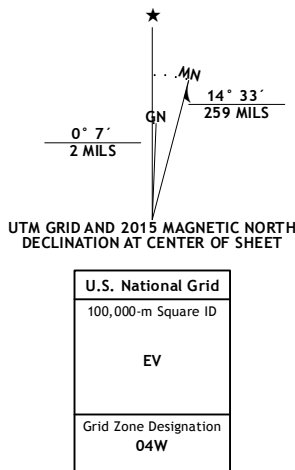 MN
GN
14° 33´
259 MILS
0° 7´
2 MILS
UTM GRID AND 2015 MAGNETIC NORTH
DECLINATION AT CENTER OF SHEET
U.S. National Grid
100,000-m Square ID
EV
Grid Zone Designation
04W